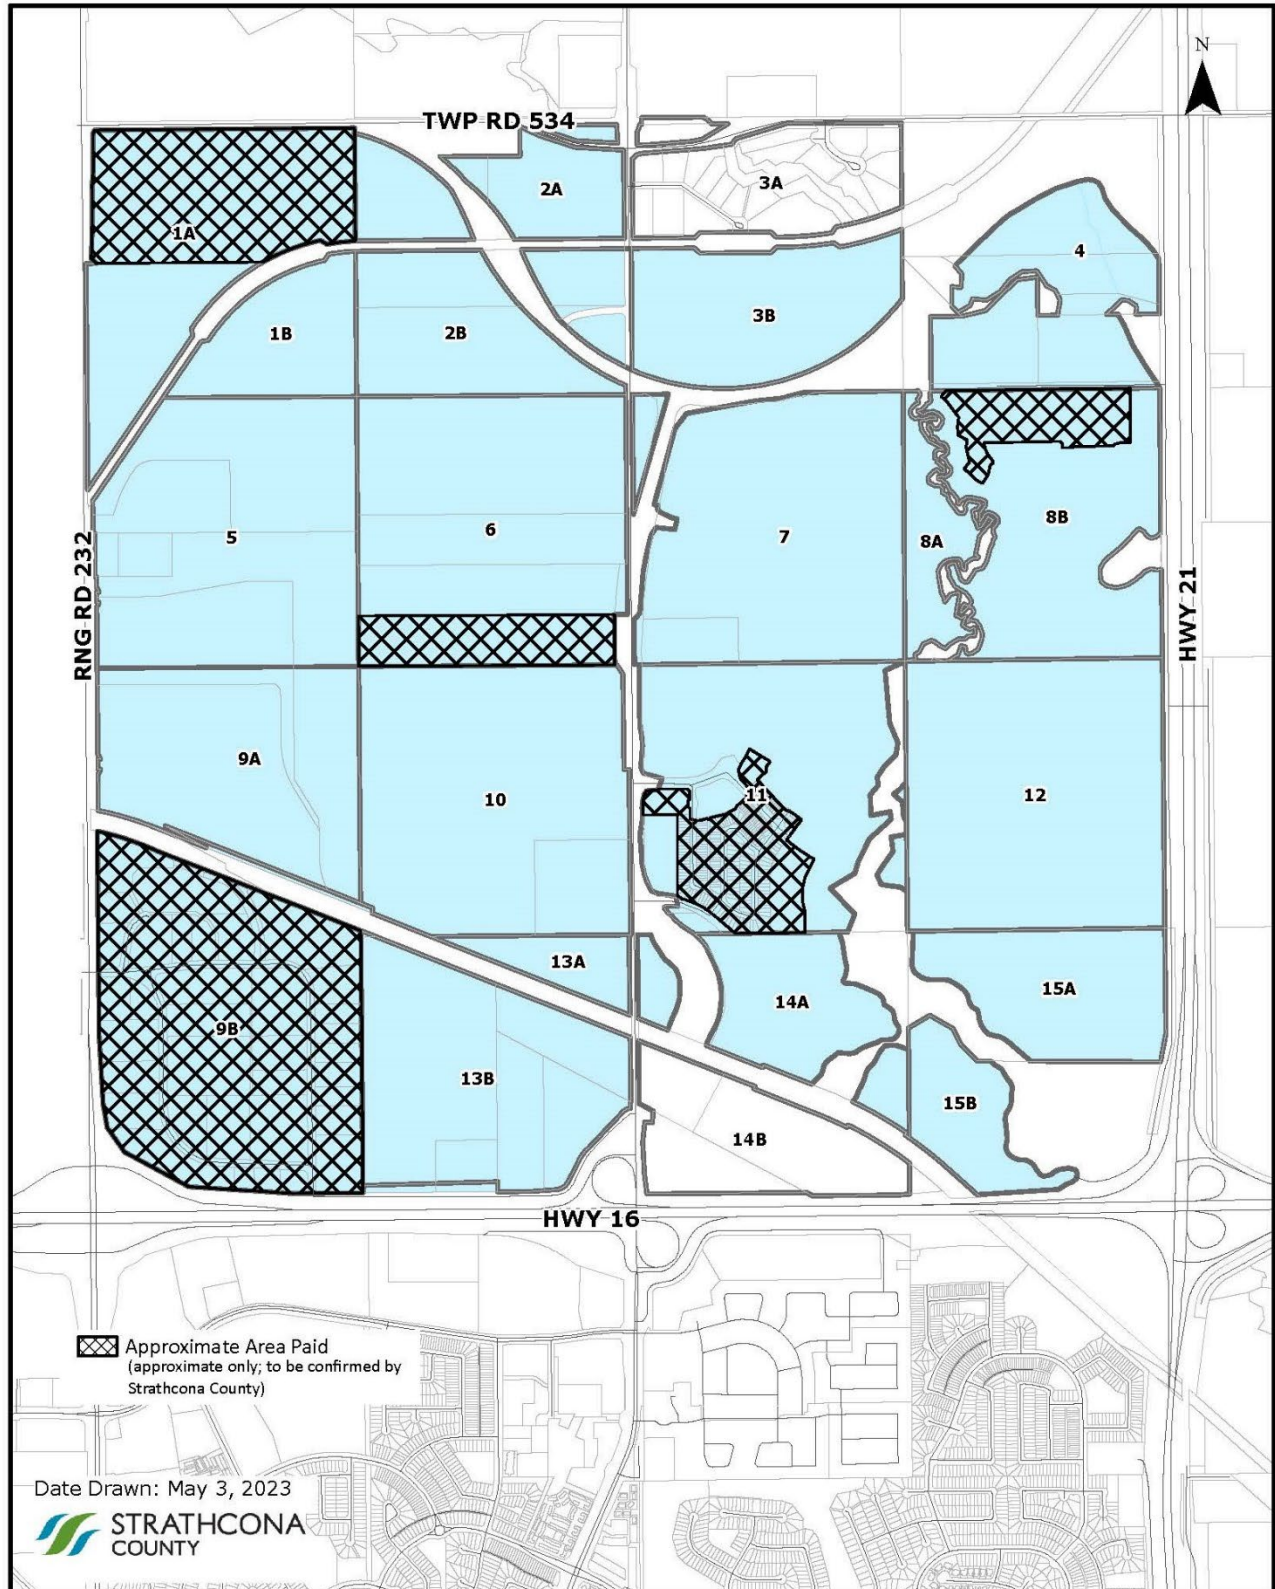 N
TWP RD 534
2A
3A
1A
4
1B
2B
3B
5
6
7
8A
8B
RNG RD 232
HWY 21
9A
10
11
12
13A
14A
15A
9B
13B
14B
15B
HWY 16
Approximate Area Paid
(approximate only; to be confirmed by
Strathcona County)
Date Drawn: May 3, 2023
STRATHCONA
COUNTY